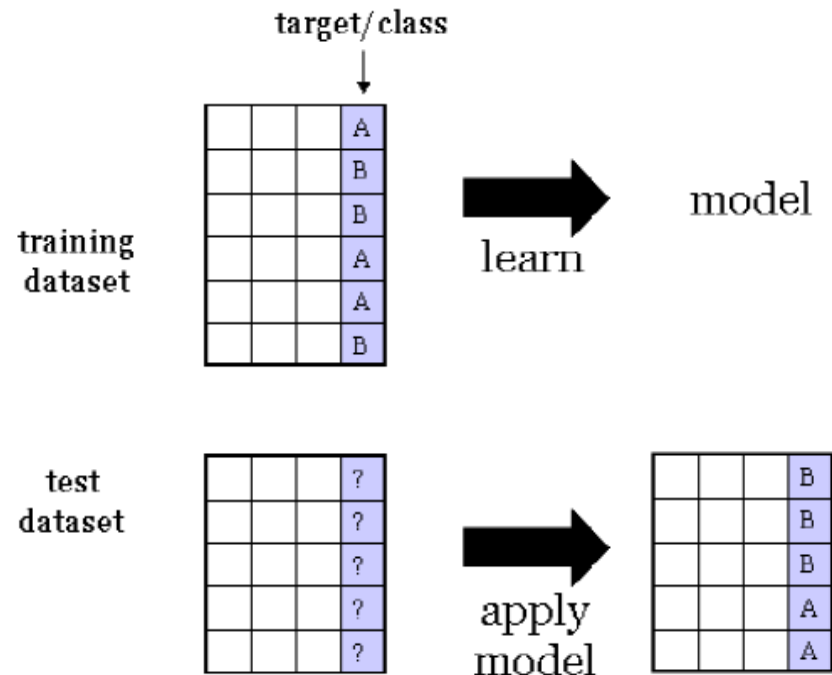 target/class
A
B
B
A
A
B
training
dataset
learn
model
test
dataset
?
?
?
?
?
apply
model
B
B
B
A
A